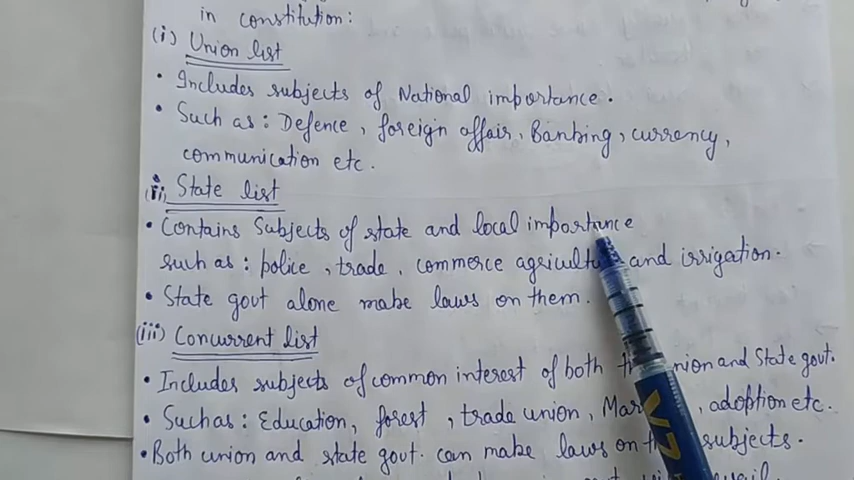 in constitution:
(i) Union list
• Includes subjects of National importance.
• Such as: Defence, foreign affair, Banking, currency,
communication etc.
(ii) State list
• Contains Subjects of state and local importance
such as: police, trade, commerce agricultu and irrigation.
• State govt alone make laws on them.
(iii) Concurrent list
• Includes subjects of common interest of both nion and State govt.
• Such as: Education, forest, trade union, Mar , adoption etc.
• Both union and state govt. can make laws on subjects.
V7